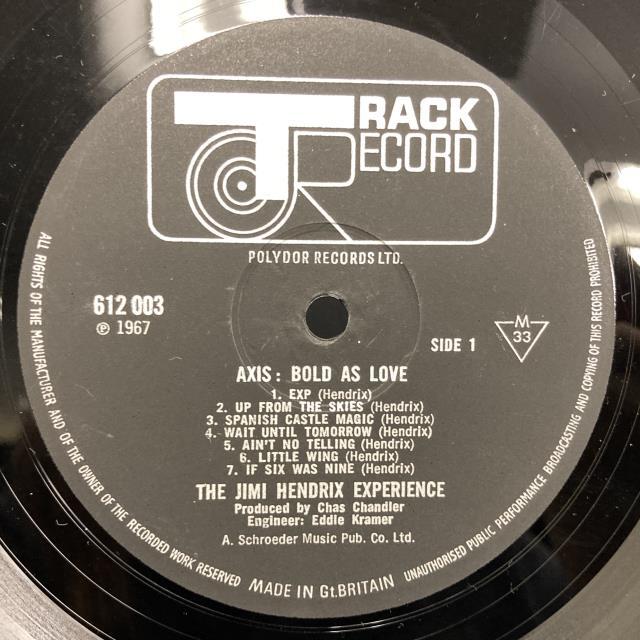 TRACK
RECORD
POLYDOR RECORDS LTD.
612 003
℗ 1967
SIDE 1
M
33
AXIS: BOLD AS LOVE
1. EXP (Hendrix)
2. UP FROM THE SKIES (Hendrix)
3. SPANISH CASTLE MAGIC (Hendrix)
4. WAIT UNTIL TOMORROW (Hendrix)
5. AIN'T NO TELLING (Hendrix)
6. LITTLE WING (Hendrix)
7. IF SIX WAS NINE (Hendrix)
THE JIMI HENDRIX EXPERIENCE
Produced by Chas Chandler
Engineer: Eddie Kramer
A. Schroeder Music Pub. Co. Ltd.
ALL RIGHTS OF THE MANUFACTURER AND OF THE OWNER OF THE RECORDED WORK RESERVED
MADE IN Gt.BRITAIN
UNAUTHORISED PUBLIC PERFORMANCE BROADCASTING AND COPYING OF THIS RECORD PROHIBITED